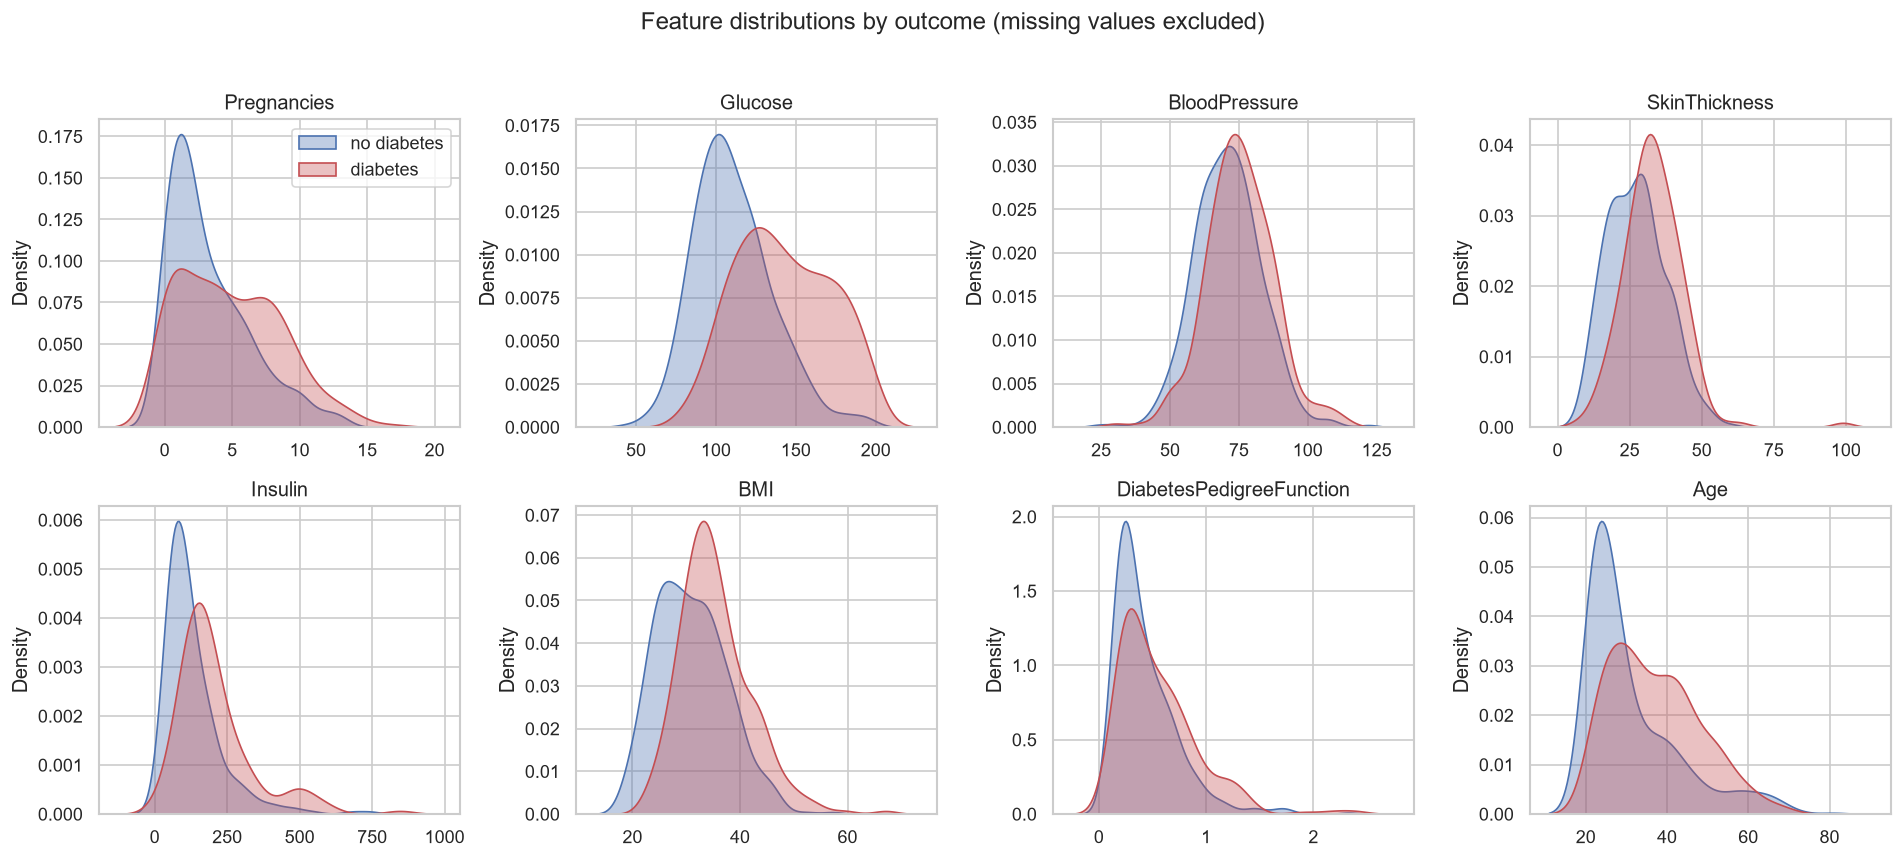 Feature distributions by outcome (missing values excluded)
Pregnancies
Density
0.175
0.150
0.125
0.100
0.075
0.050
0.025
0.000
0 5 10 15 20
no diabetes
diabetes
Glucose
Density
0.0175
0.0150
0.0125
0.0100
0.0075
0.0050
0.0025
0.0000
50 100 150 200
BloodPressure
Density
0.035
0.030
0.025
0.020
0.015
0.010
0.005
0.000
25 50 75 100 125
SkinThickness
Density
0.04
0.03
0.02
0.01
0.00
0 25 50 75 100
Insulin
Density
0.006
0.005
0.004
0.003
0.002
0.001
0.000
0 250 500 750 1000
BMI
Density
0.07
0.06
0.05
0.04
0.03
0.02
0.01
0.00
20 40 60
DiabetesPedigreeFunction
Density
2.0
1.5
1.0
0.5
0.0
0 1 2
Age
Density
0.06
0.05
0.04
0.03
0.02
0.01
0.00
20 40 60 80